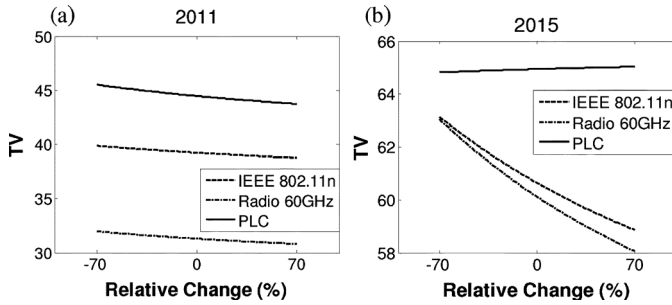 (a) 2011
50
45
40
35
30
TV
IEEE 802.11n
Radio 60GHz
PLC
-70 0 70
Relative Change (%)
(b) 2015
66
64
62
60
58
TV
IEEE 802.11n
Radio 60GHz
PLC
-70 0 70
Relative Change (%)